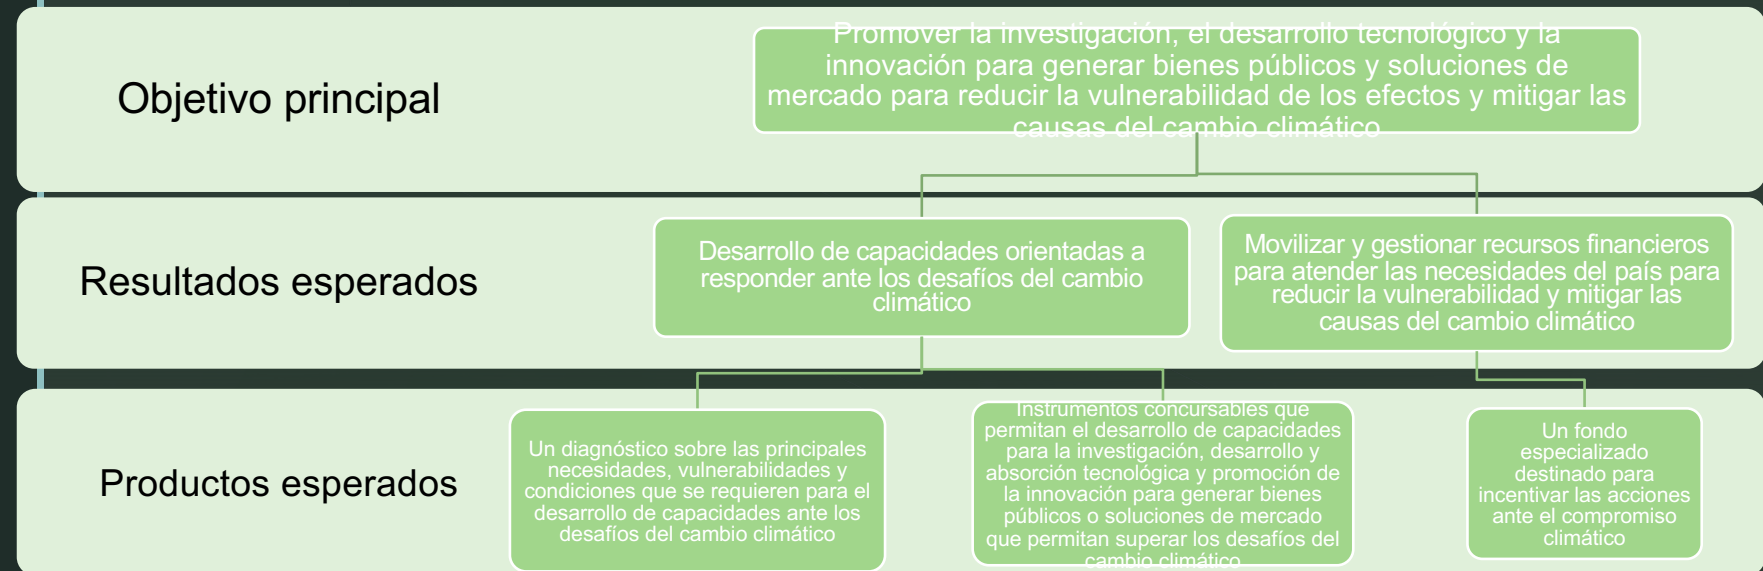 Objetivo principal
Promover la investigación, el desarrollo tecnológico y la
innovación para generar bienes públicos y soluciones de
mercado para reducir la vulnerabilidad de los efectos y mitigar las
causas del cambio climático
Resultados esperados
Desarrollo de capacidades orientadas a
responder ante los desafíos del cambio
climático
Movilizar y gestionar recursos financieros
para atender las necesidades del país para
reducir la vulnerabilidad y mitigar las
causas del cambio climático
Productos esperados
Un diagnóstico sobre las principales
necesidades, vulnerabilidades y
condiciones que se requieren para el
desarrollo de capacidades ante los
desafíos del cambio climático
Instrumentos concursables que
permitan el desarrollo de capacidades
para la investigación, desarrollo y
absorción tecnológica y promoción de
la innovación para generar bienes
públicos o soluciones de mercado
que permitan superar los desafíos del
cambio climático
Un fondo
especializado
destinado para
incentivar las acciones
ante el compromiso
climático